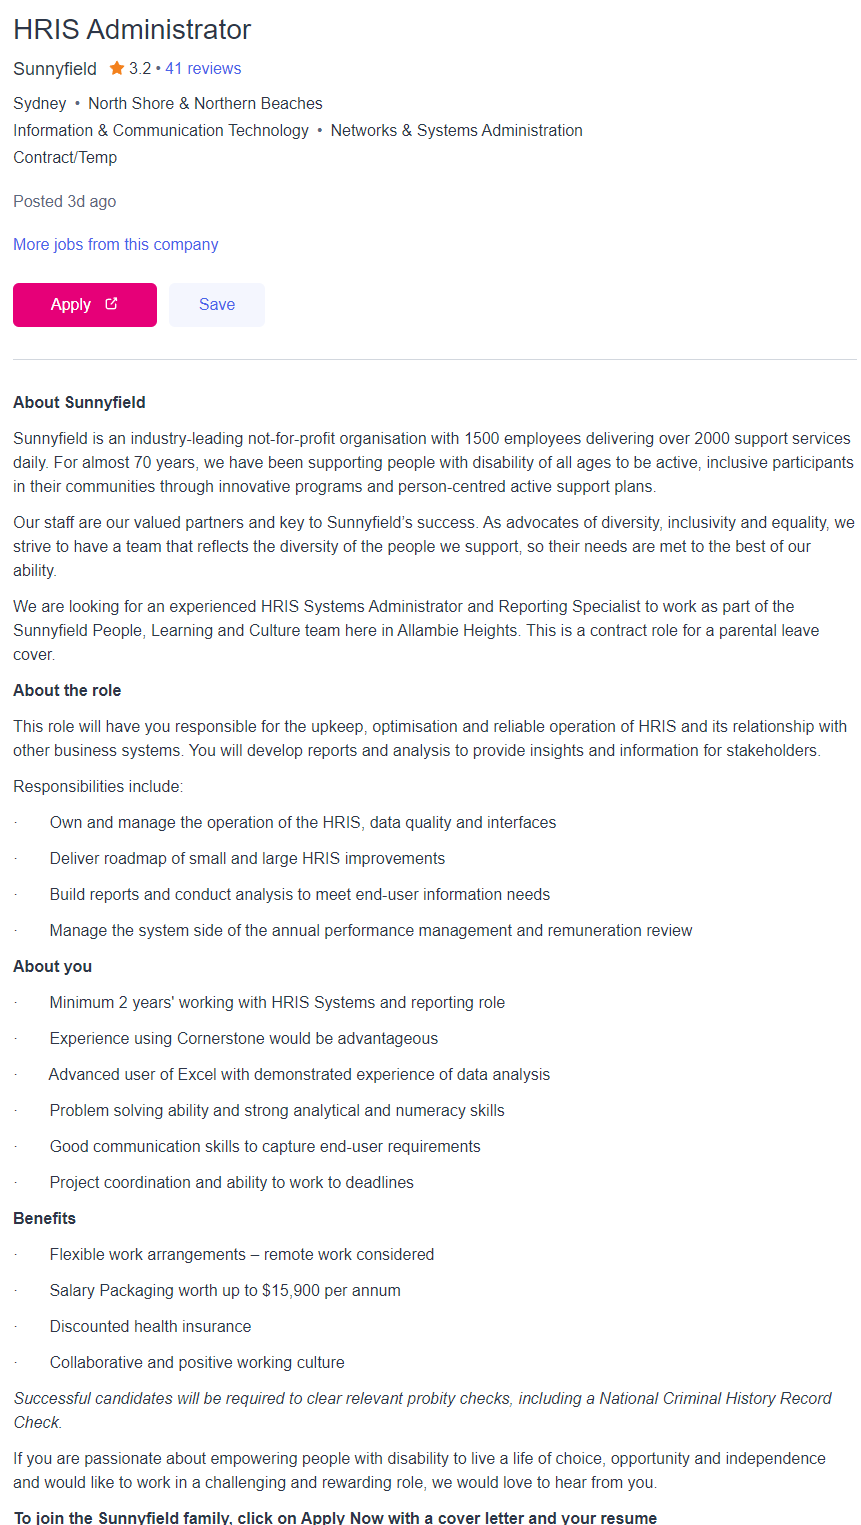 HRIS Administrator
Sunnyfield ★ 3.2 • 41 reviews
Sydney • North Shore & Northern Beaches
Information & Communication Technology • Networks & Systems Administration
Contract/Temp
Posted 3d ago
More jobs from this company
Apply
Save
About Sunnyfield
Sunnyfield is an industry-leading not-for-profit organisation with 1500 employees delivering over 2000 support services
daily. For almost 70 years, we have been supporting people with disability of all ages to be active, inclusive participants
in their communities through innovative programs and person-centred active support plans.
Our staff are our valued partners and key to Sunnyfield’s success. As advocates of diversity, inclusivity and equality, we
strive to have a team that reflects the diversity of the people we support, so their needs are met to the best of our
ability.
We are looking for an experienced HRIS Systems Administrator and Reporting Specialist to work as part of the
Sunnyfield People, Learning and Culture team here in Allambie Heights. This is a contract role for a parental leave
cover.
About the role
This role will have you responsible for the upkeep, optimisation and reliable operation of HRIS and its relationship with
other business systems. You will develop reports and analysis to provide insights and information for stakeholders.
Responsibilities include:
· Own and manage the operation of the HRIS, data quality and interfaces
· Deliver roadmap of small and large HRIS improvements
· Build reports and conduct analysis to meet end-user information needs
· Manage the system side of the annual performance management and remuneration review
About you
· Minimum 2 years' working with HRIS Systems and reporting role
· Experience using Cornerstone would be advantageous
· Advanced user of Excel with demonstrated experience of data analysis
· Problem solving ability and strong analytical and numeracy skills
· Good communication skills to capture end-user requirements
· Project coordination and ability to work to deadlines
Benefits
· Flexible work arrangements – remote work considered
· Salary Packaging worth up to $15,900 per annum
· Discounted health insurance
· Collaborative and positive working culture
Successful candidates will be required to clear relevant probity checks, including a National Criminal History Record
Check.
If you are passionate about empowering people with disability to live a life of choice, opportunity and independence
and would like to work in a challenging and rewarding role, we would love to hear from you.
To join the Sunnyfield family, click on Apply Now with a cover letter and your resume